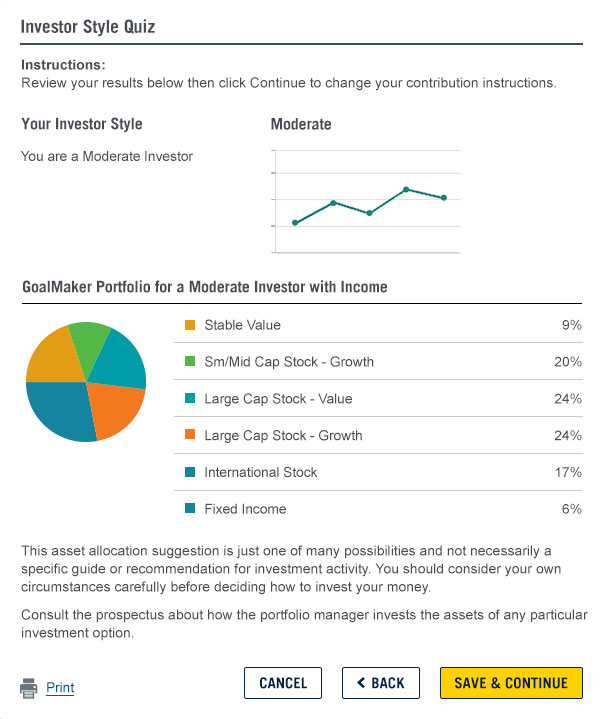 Investor Style Quiz
Instructions:
Review your results below then click Continue to change your contribution instructions.
Your Investor Style
Moderate
You are a Moderate Investor
GoalMaker Portfolio for a Moderate Investor with Income
Stable Value 9%
Sm/Mid Cap Stock - Growth 20%
Large Cap Stock - Value 24%
Large Cap Stock - Growth 24%
International Stock 17%
Fixed Income 6%
This asset allocation suggestion is just one of many possibilities and not necessarily a
specific guide or recommendation for investment activity. You should consider your own
circumstances carefully before deciding how to invest your money.
Consult the prospectus about how the portfolio manager invests the assets of any particular
investment option.
Print
CANCEL
< BACK
SAVE & CONTINUE